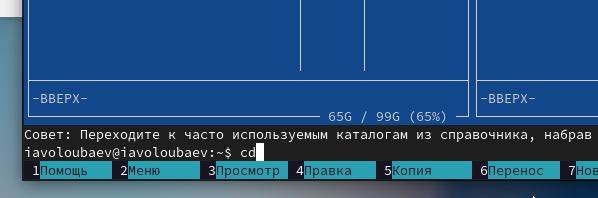 -ВВЕРХ- -ВВЕРХ-
65G / 99G (65%)
Совет: Переходите к часто используемым каталогам из справочника, набрав
iavoloubaev@iavoloubaev:~$ cd
1Помощь 2Меню 3Просмотр 4Правка 5Копия 6Перенос 7Нов